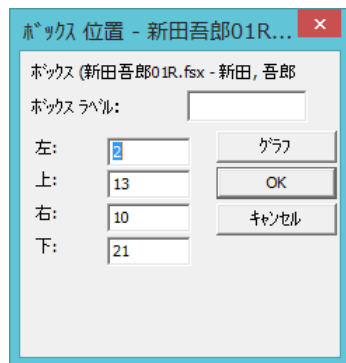 ﾎﾞｯｸｽ 位置 - 新田吾郎01R...
ﾎﾞｯｸｽ (新田吾郎01R.fsx - 新田, 吾郎
ﾎﾞｯｸｽ ﾗﾍﾞﾙ:
左: 2 ｸﾞﾗﾌ
上: 13 OK
右: 10 ｷｬﾝｾﾙ
下: 21